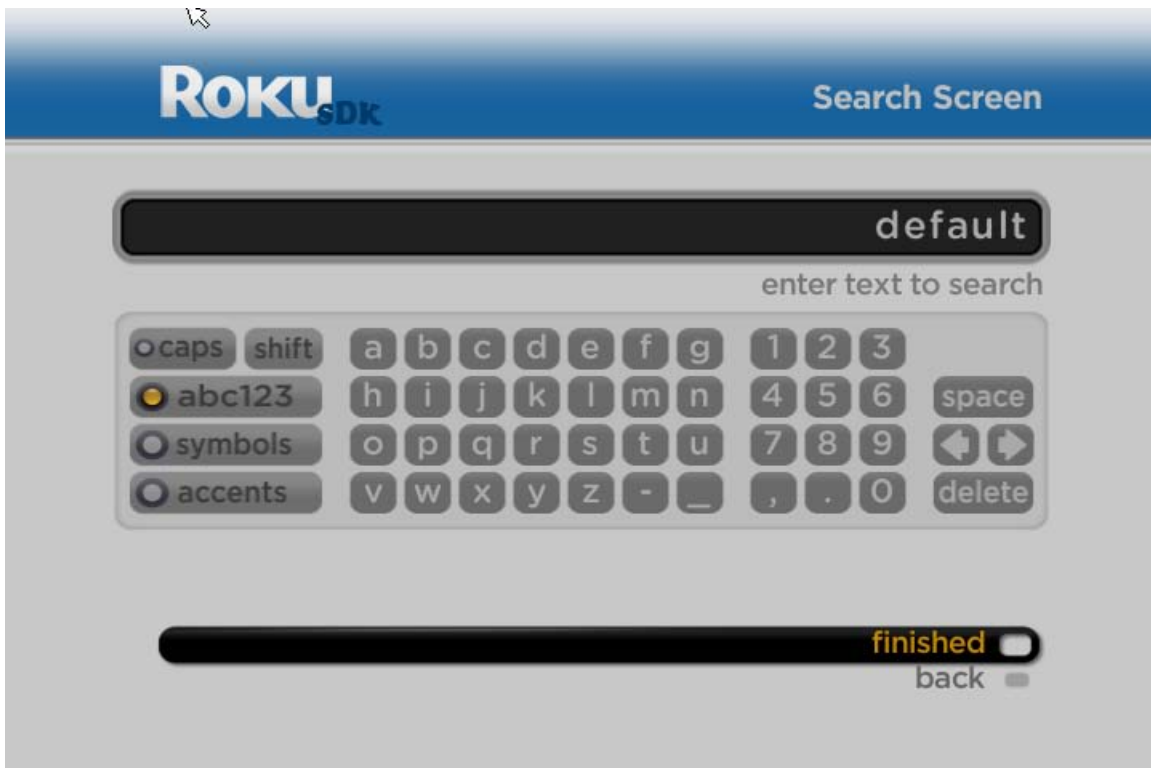 ROKU SDK Search Screen
default
enter text to search
caps shift a b c d e f g 1 2 3
abc123 h i j k l m n 4 5 6 space
symbols o p q r s t u 7 8 9
accents v w x y z - _ , . 0 delete
finished
back